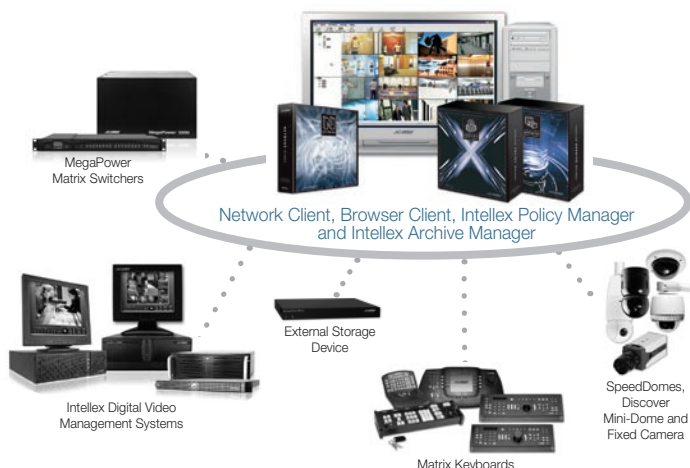 MegaPower
Matrix Switchers
Network Client, Browser Client, Intellex Policy Manager
and Intellex Archive Manager
Intellex Digital Video
Management Systems
External Storage
Device
Matrix Keyboards
SpeedDomes,
Discover
Mini-Dome and
Fixed Camera